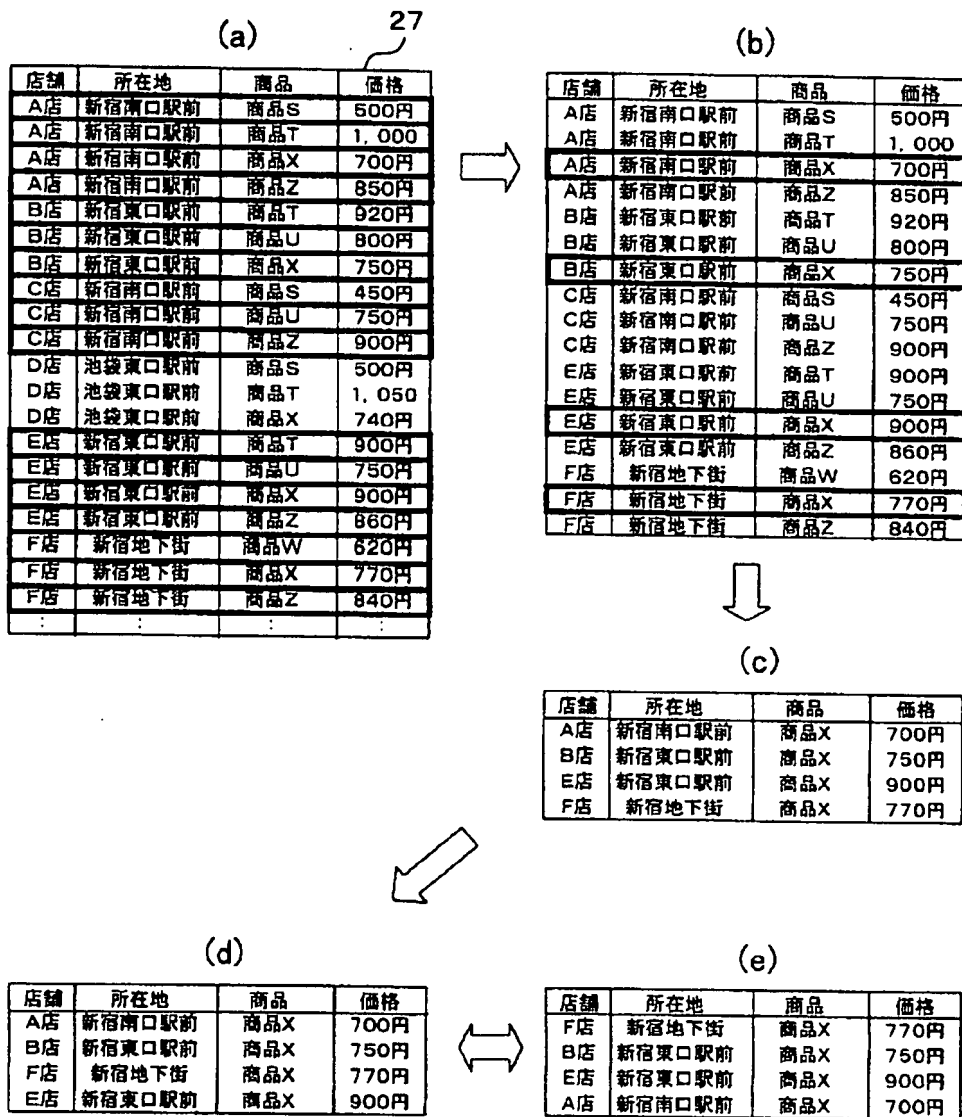 (a)
27
店舗 所在地 商品 価格
A店 新宿南口駅前 商品S 500円
A店 新宿南口駅前 商品T 1,000
A店 新宿南口駅前 商品X 700円
A店 新宿南口駅前 商品Z 850円
B店 新宿東口駅前 商品T 920円
B店 新宿東口駅前 商品U 800円
B店 新宿東口駅前 商品X 750円
C店 新宿南口駅前 商品S 450円
C店 新宿南口駅前 商品U 750円
C店 新宿南口駅前 商品Z 900円
D店 池袋東口駅前 商品S 500円
D店 池袋東口駅前 商品T 1,050
D店 池袋東口駅前 商品X 740円
E店 新宿東口駅前 商品T 900円
E店 新宿東口駅前 商品U 750円
E店 新宿東口駅前 商品X 900円
E店 新宿東口駅前 商品Z 860円
F店 新宿地下街 商品W 620円
F店 新宿地下街 商品X 770円
F店 新宿地下街 商品Z 840円
: : : :
(b)
店舗 所在地 商品 価格
A店 新宿南口駅前 商品S 500円
A店 新宿南口駅前 商品T 1,000
A店 新宿南口駅前 商品X 700円
A店 新宿南口駅前 商品Z 850円
B店 新宿東口駅前 商品T 920円
B店 新宿東口駅前 商品U 800円
B店 新宿東口駅前 商品X 750円
C店 新宿南口駅前 商品S 450円
C店 新宿南口駅前 商品U 750円
C店 新宿南口駅前 商品Z 900円
E店 新宿東口駅前 商品T 900円
E店 新宿東口駅前 商品U 750円
E店 新宿東口駅前 商品X 900円
E店 新宿東口駅前 商品Z 860円
F店 新宿地下街 商品W 620円
F店 新宿地下街 商品X 770円
F店 新宿地下街 商品Z 840円
(c)
店舗 所在地 商品 価格
A店 新宿南口駅前 商品X 700円
B店 新宿東口駅前 商品X 750円
E店 新宿東口駅前 商品X 900円
F店 新宿地下街 商品X 770円
(d)
店舗 所在地 商品 価格
A店 新宿南口駅前 商品X 700円
B店 新宿東口駅前 商品X 750円
F店 新宿地下街 商品X 770円
E店 新宿東口駅前 商品X 900円
(e)
店舗 所在地 商品 価格
F店 新宿地下街 商品X 770円
B店 新宿東口駅前 商品X 750円
E店 新宿東口駅前 商品X 900円
A店 新宿南口駅前 商品X 700円